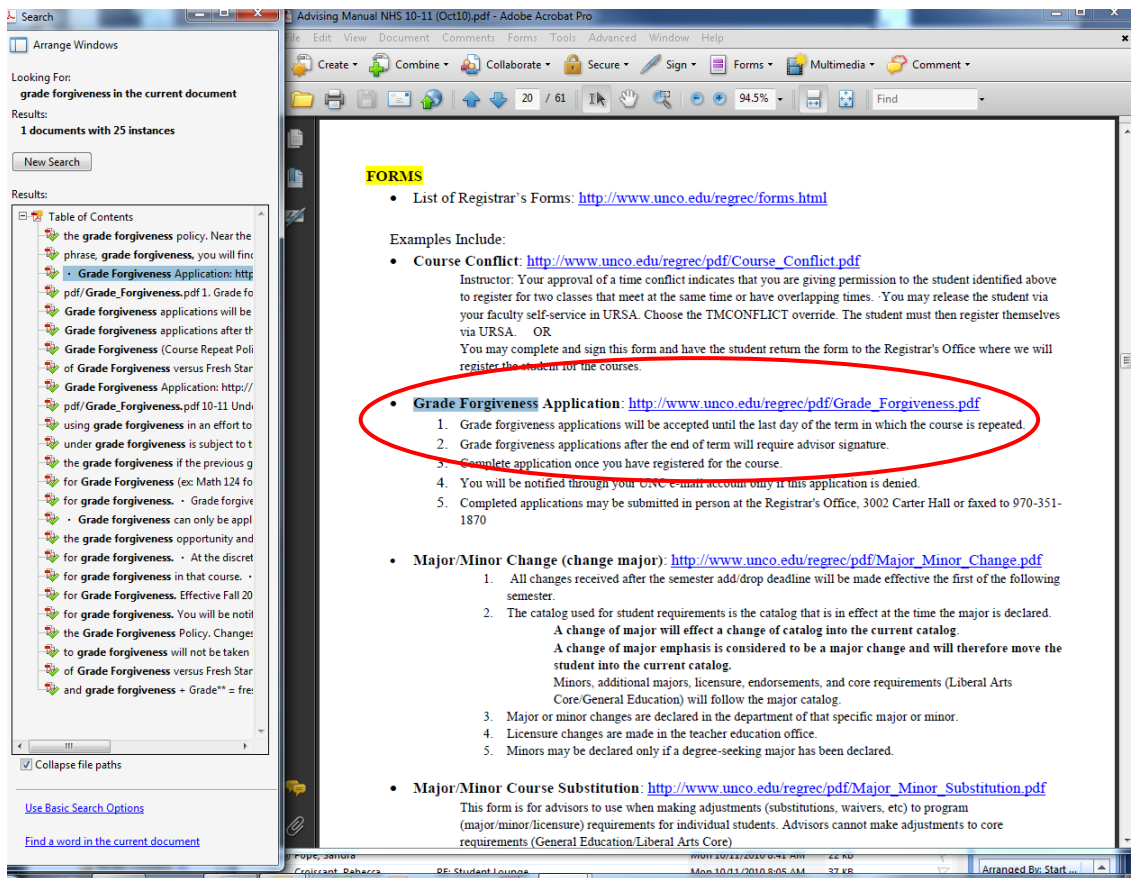 Search
Arrange Windows
Looking For:
grade forgiveness in the current document
Results:
1 documents with 25 instances
New Search
Results:
Table of Contents
the grade forgiveness policy. Near the
phrase, grade forgiveness, you will find
· Grade Forgiveness Application: http
pdf/Grade_Forgiveness.pdf 1. Grade fo
Grade Forgiveness applications will be
Grade Forgiveness applications after th
Grade Forgiveness (Course Repeat Poli
of Grade Forgiveness versus Fresh Star
Grade Forgiveness Application: http://
pdf/Grade_Forgiveness.pdf 10-11 Unde
using grade forgiveness in an effort to
under grade forgiveness is subject to t
the grade forgiveness if the previous g
for Grade Forgiveness (ex: Math 124 fo
for grade forgiveness. · Grade forgive
· Grade forgiveness can only be appl
the grade forgiveness opportunity and
for grade forgiveness. · At the discret
for grade forgiveness in that course. ·
for Grade Forgiveness. Effective Fall 20
for grade forgiveness. You will be notif
the Grade Forgiveness Policy. Changes
to grade forgiveness will not be taken
of Grade Forgiveness versus Fresh Star
and grade forgiveness + Grade** = fres
Collapse file paths
Use Basic Search Options
Find a word in the current document
Advising Manual NHS 10-11 (Oct10).pdf - Adobe Acrobat Pro
File Edit View Document Comments Forms Tools Advanced Window Help
Create Combine Collaborate Secure Sign Forms Multimedia Comment
20 / 61 94.5% Find
FORMS
• List of Registrar's Forms: http://www.unco.edu/regrec/forms.html
Examples Include:
• Course Conflict: http://www.unco.edu/regrec/pdf/Course_Conflict.pdf
Instructor: Your approval of a time conflict indicates that you are giving permission to the student identified above
to register for two classes that meet at the same time or have overlapping times. ·You may release the student via
your faculty self-service in URSA. Choose the TMCONFLICT override. The student must then register themselves
via URSA. OR
You may complete and sign this form and have the student return the form to the Registrar's Office where we will
register the student for the courses.
• Grade Forgiveness Application: http://www.unco.edu/regrec/pdf/Grade_Forgiveness.pdf
1. Grade forgiveness applications will be accepted until the last day of the term in which the course is repeated.
2. Grade forgiveness applications after the end of term will require advisor signature.
3. Complete application once you have registered for the course.
4. You will be notified through your UNC e-mail account only if this application is denied.
5. Completed applications may be submitted in person at the Registrar's Office, 3002 Carter Hall or faxed to 970-351-
1870
• Major/Minor Change (change major): http://www.unco.edu/regrec/pdf/Major_Minor_Change.pdf
1. All changes received after the semester add/drop deadline will be made effective the first of the following
semester.
2. The catalog used for student requirements is the catalog that is in effect at the time the major is declared.
A change of major will effect a change of catalog into the current catalog.
A change of major emphasis is considered to be a major change and will therefore move the
student into the current catalog.
Minors, additional majors, licensure, endorsements, and core requirements (Liberal Arts
Core/General Education) will follow the major catalog.
3. Major or minor changes are declared in the department of that specific major or minor.
4. Licensure changes are made in the teacher education office.
5. Minors may be declared only if a degree-seeking major has been declared.
• Major/Minor Course Substitution: http://www.unco.edu/regrec/pdf/Major_Minor_Substitution.pdf
This form is for advisors to use when making adjustments (substitutions, waivers, etc) to program
(major/minor/licensure) requirements for individual students. Advisors cannot make adjustments to core
requirements (General Education/Liberal Arts Core)
Pope, Sandra Mon 10/11/2010 8:41 AM 22 KB
Croissant, Rebecca RE: Student Lounge Mon 10/11/2010 8:05 AM 37 KB
Arranged By: Start ...